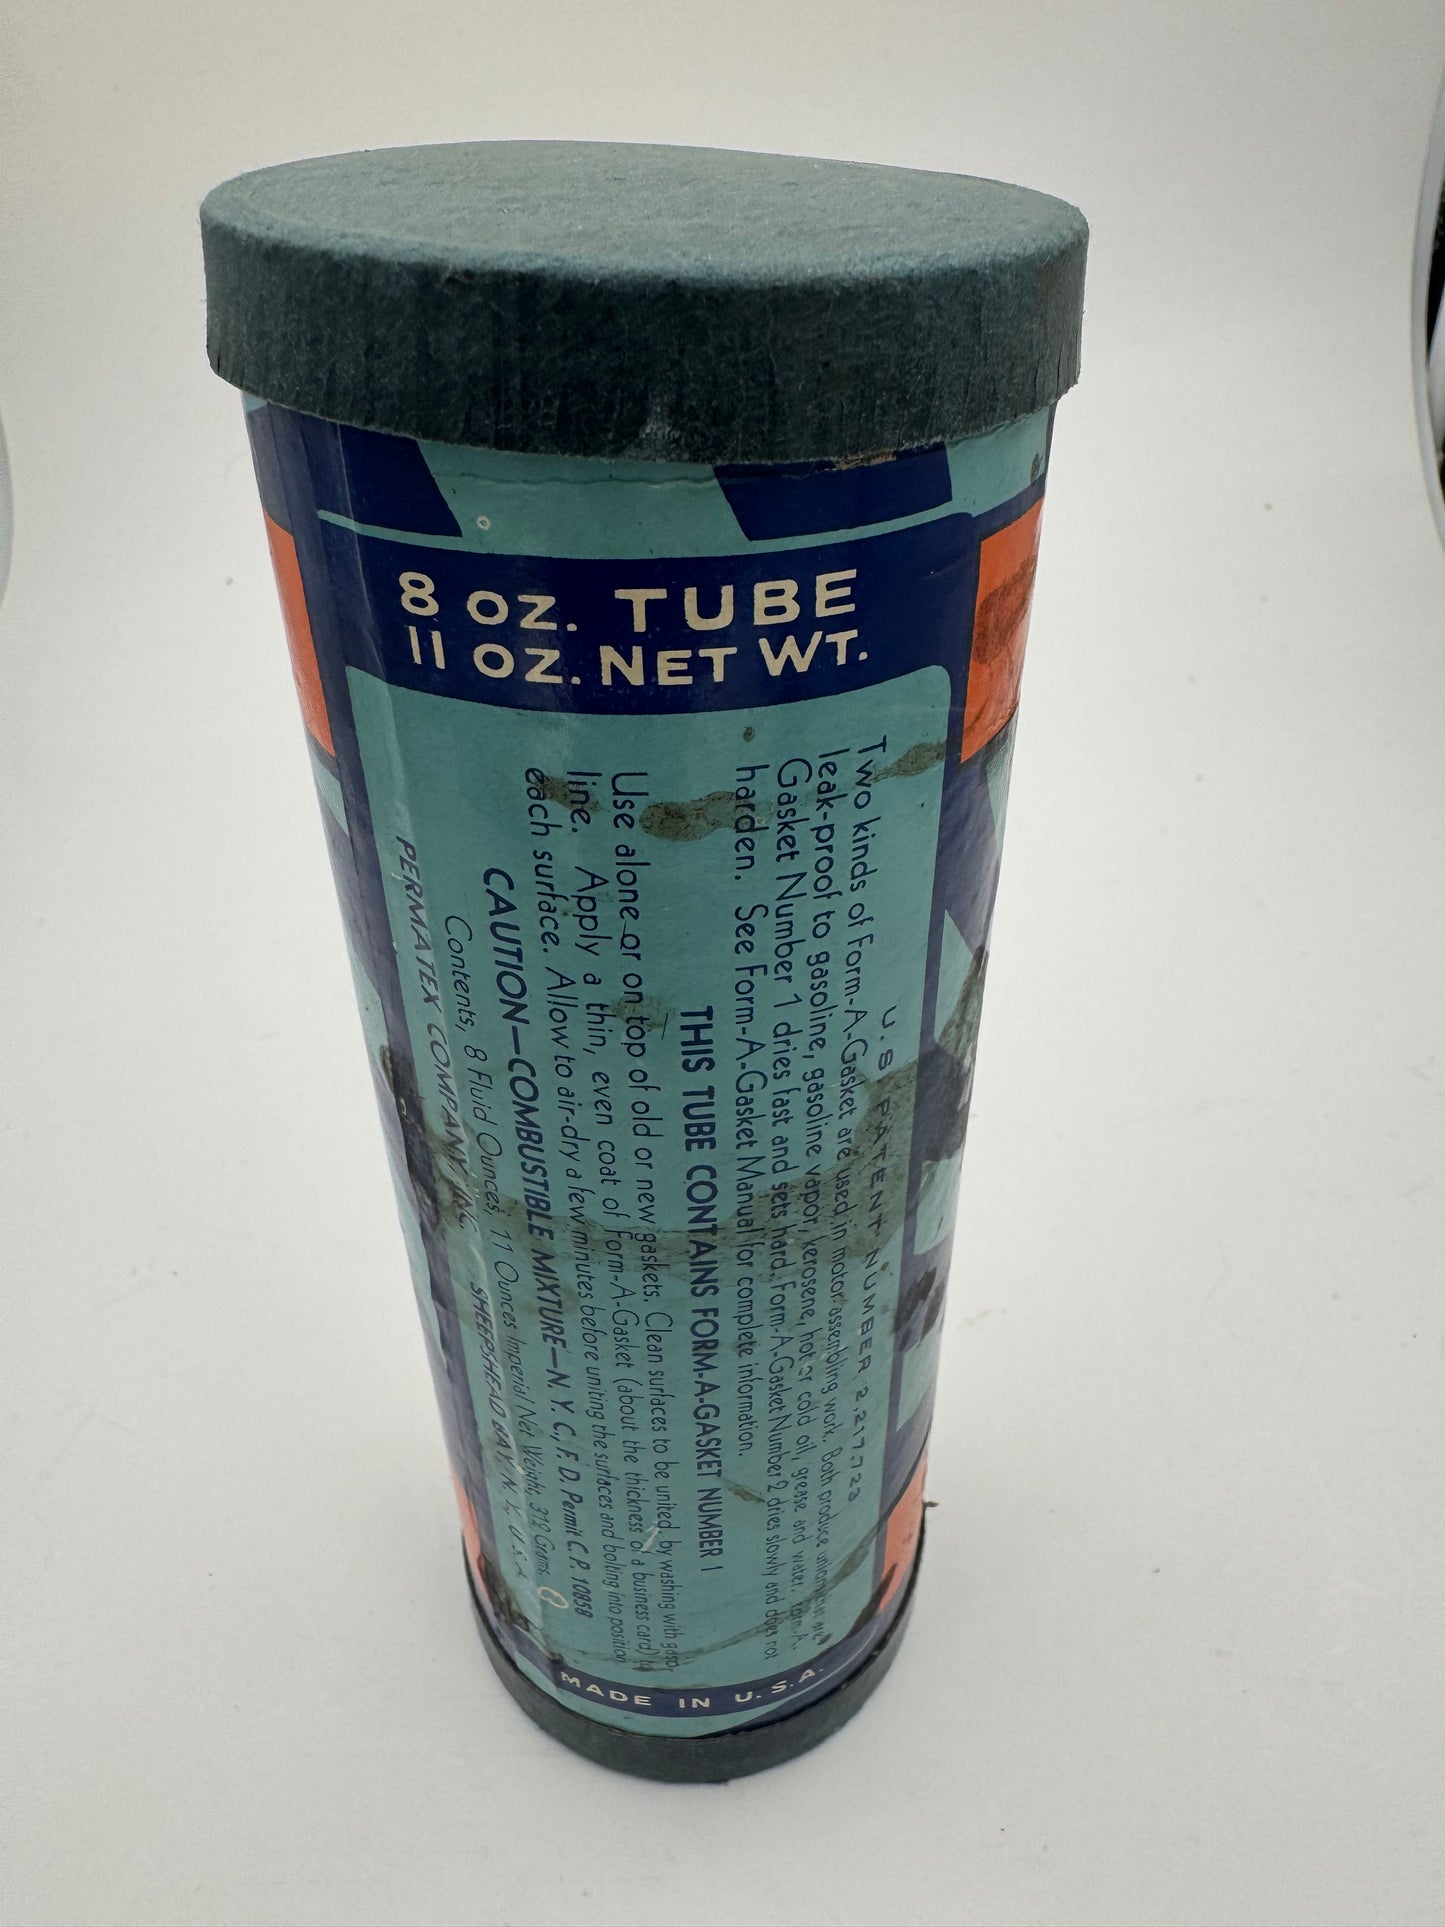 8 OZ. TUBE
11 OZ. NET WT.
U.S. PATENT NUMBER 2,217,723
Two kinds of Form-A-Gasket are used in motor assembling work. Both produce unions that are
leak-proof to gasoline, gasoline vapor, kerosene, hot or cold oil, grease and water. Form-A-
Gasket Number 1 dries fast and sets hard. Form-A-Gasket Number 2 dries slowly and does not
harden. See Form-A-Gasket Manual for complete information.
THIS TUBE CONTAINS FORM-A-GASKET NUMBER 1
Use alone or on top of old or new gaskets. Clean surfaces to be united, by washing with gaso-
line. Apply a thin, even coat of Form-A-Gasket (about the thickness of a business card) to
each surface. Allow to air-dry a few minutes before uniting the surfaces and bolting into position.
CAUTION—COMBUSTIBLE MIXTURE—N. Y. C., F. D. Permit C. P. 10858
Contents, 8 Fluid Ounces, 11 Ounces Imperial Net Weight, 312 Grams.
PERMATEX COMPANY INC. SHEEPSHEAD BAY, N. Y., U.S.A.
MADE IN U.S.A.